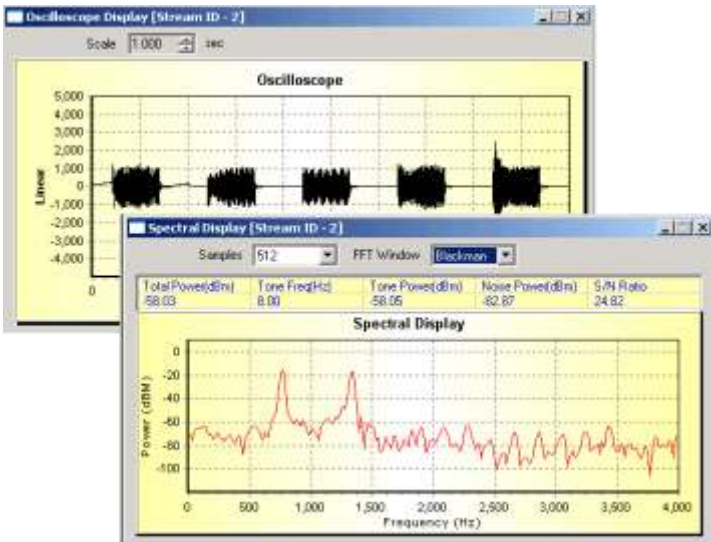 Oscilloscope Display [Stream ID - 2]
Scale 1.000 sec
Oscilloscope
5,000
4,000
3,000
2,000
1,000
0
-1,000
-2,000
-3,000
-4,000
Linear
0
Spectral Display [Stream ID - 2]
Samples 512 FFT Window Blackman
Total Power(dBm) Tone Freq(Hz) Tone Power(dBm) Noise Power(dBm) S/N Ratio
-58.03 8.00 -58.05 -82.87 24.82
Spectral Display
0
-20
-40
-60
-80
-100
Power (dBM)
0 500 1,000 1,500 2,000 2,500 3,000 3,500 4,000
Frequency (Hz)